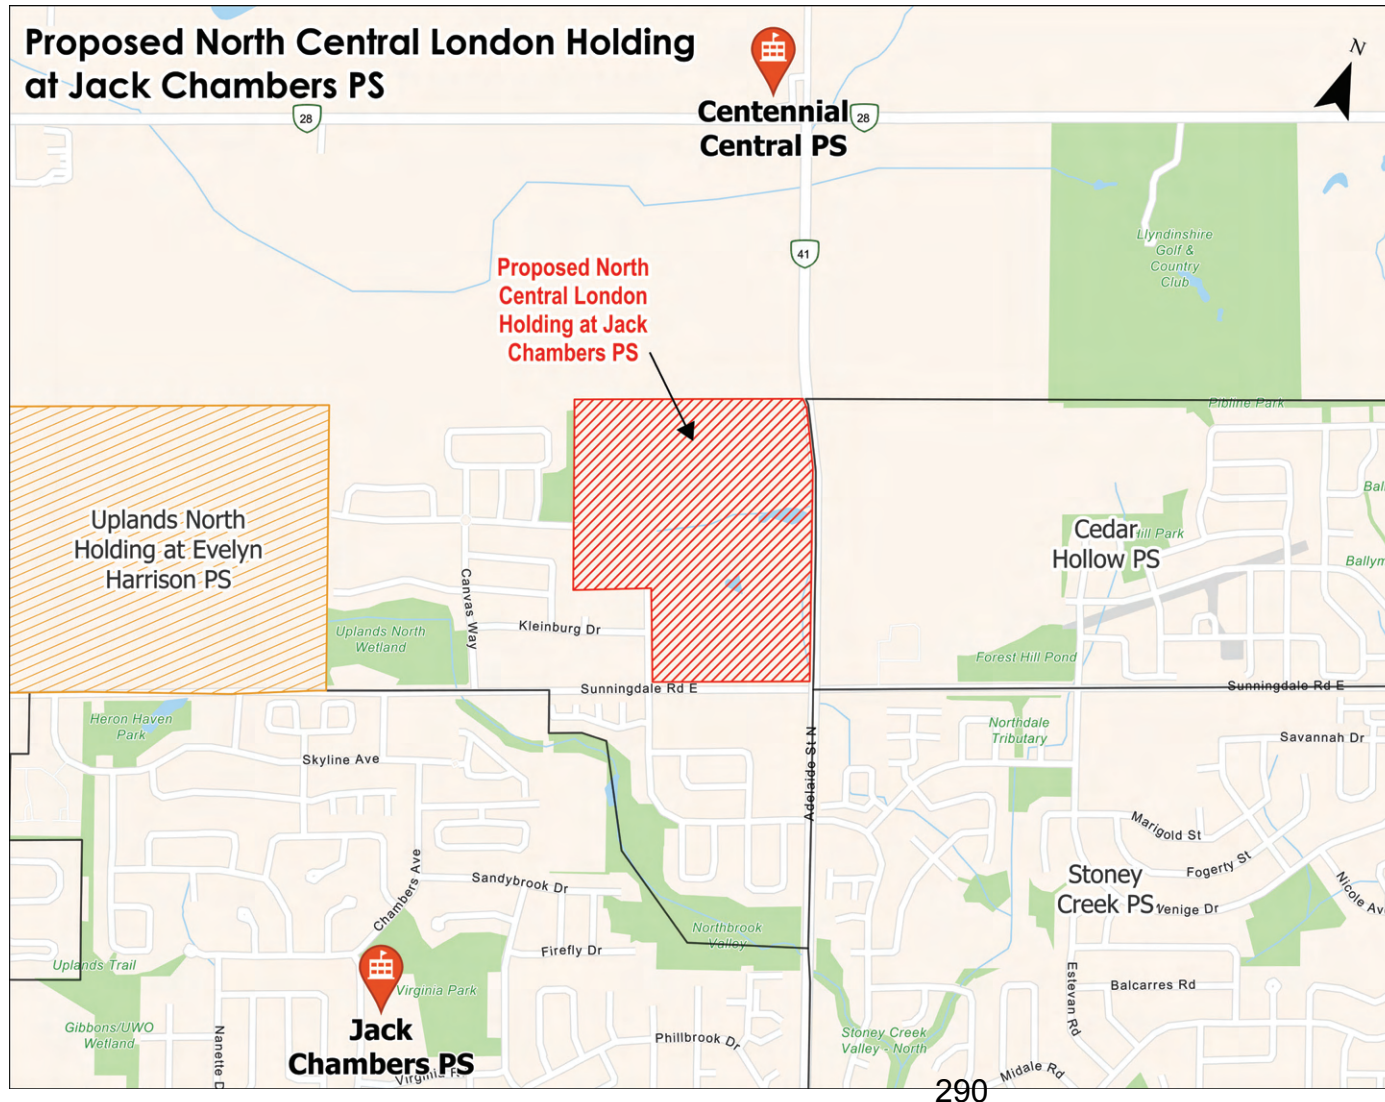 Proposed North Central London Holding
at Jack Chambers PS
N
28
Centennial
Central PS
28
Llyndinshire
Golf &
Country
Club
41
Proposed North
Central London
Holding at Jack
Chambers PS
Pibline Park
Uplands North
Holding at Evelyn
Harrison PS
Cedar
Hollow PS
Hill Park
Canvas Way
Kleinburg Dr
Uplands North
Wetland
Forest Hill Pond
Sunningdale Rd E
Sunningdale Rd E
Heron Haven
Park
Northdale
Tributary
Savannah Dr
Skyline Ave
Adelaide St N
Marigold St
Fogerty St
Stoney
Creek PS
Venige Dr
Nicole Av
Chambers Ave
Sandybrook Dr
Northbrook
Valley
Firefly Dr
Uplands Trail
Virginia Park
Estevan Rd
Balcarres Rd
Gibbons/UWO
Wetland
Nanette D
Jack
Chambers PS
Phillbrook Dr
Stoney Creek
Valley - North
Midale Rd
290